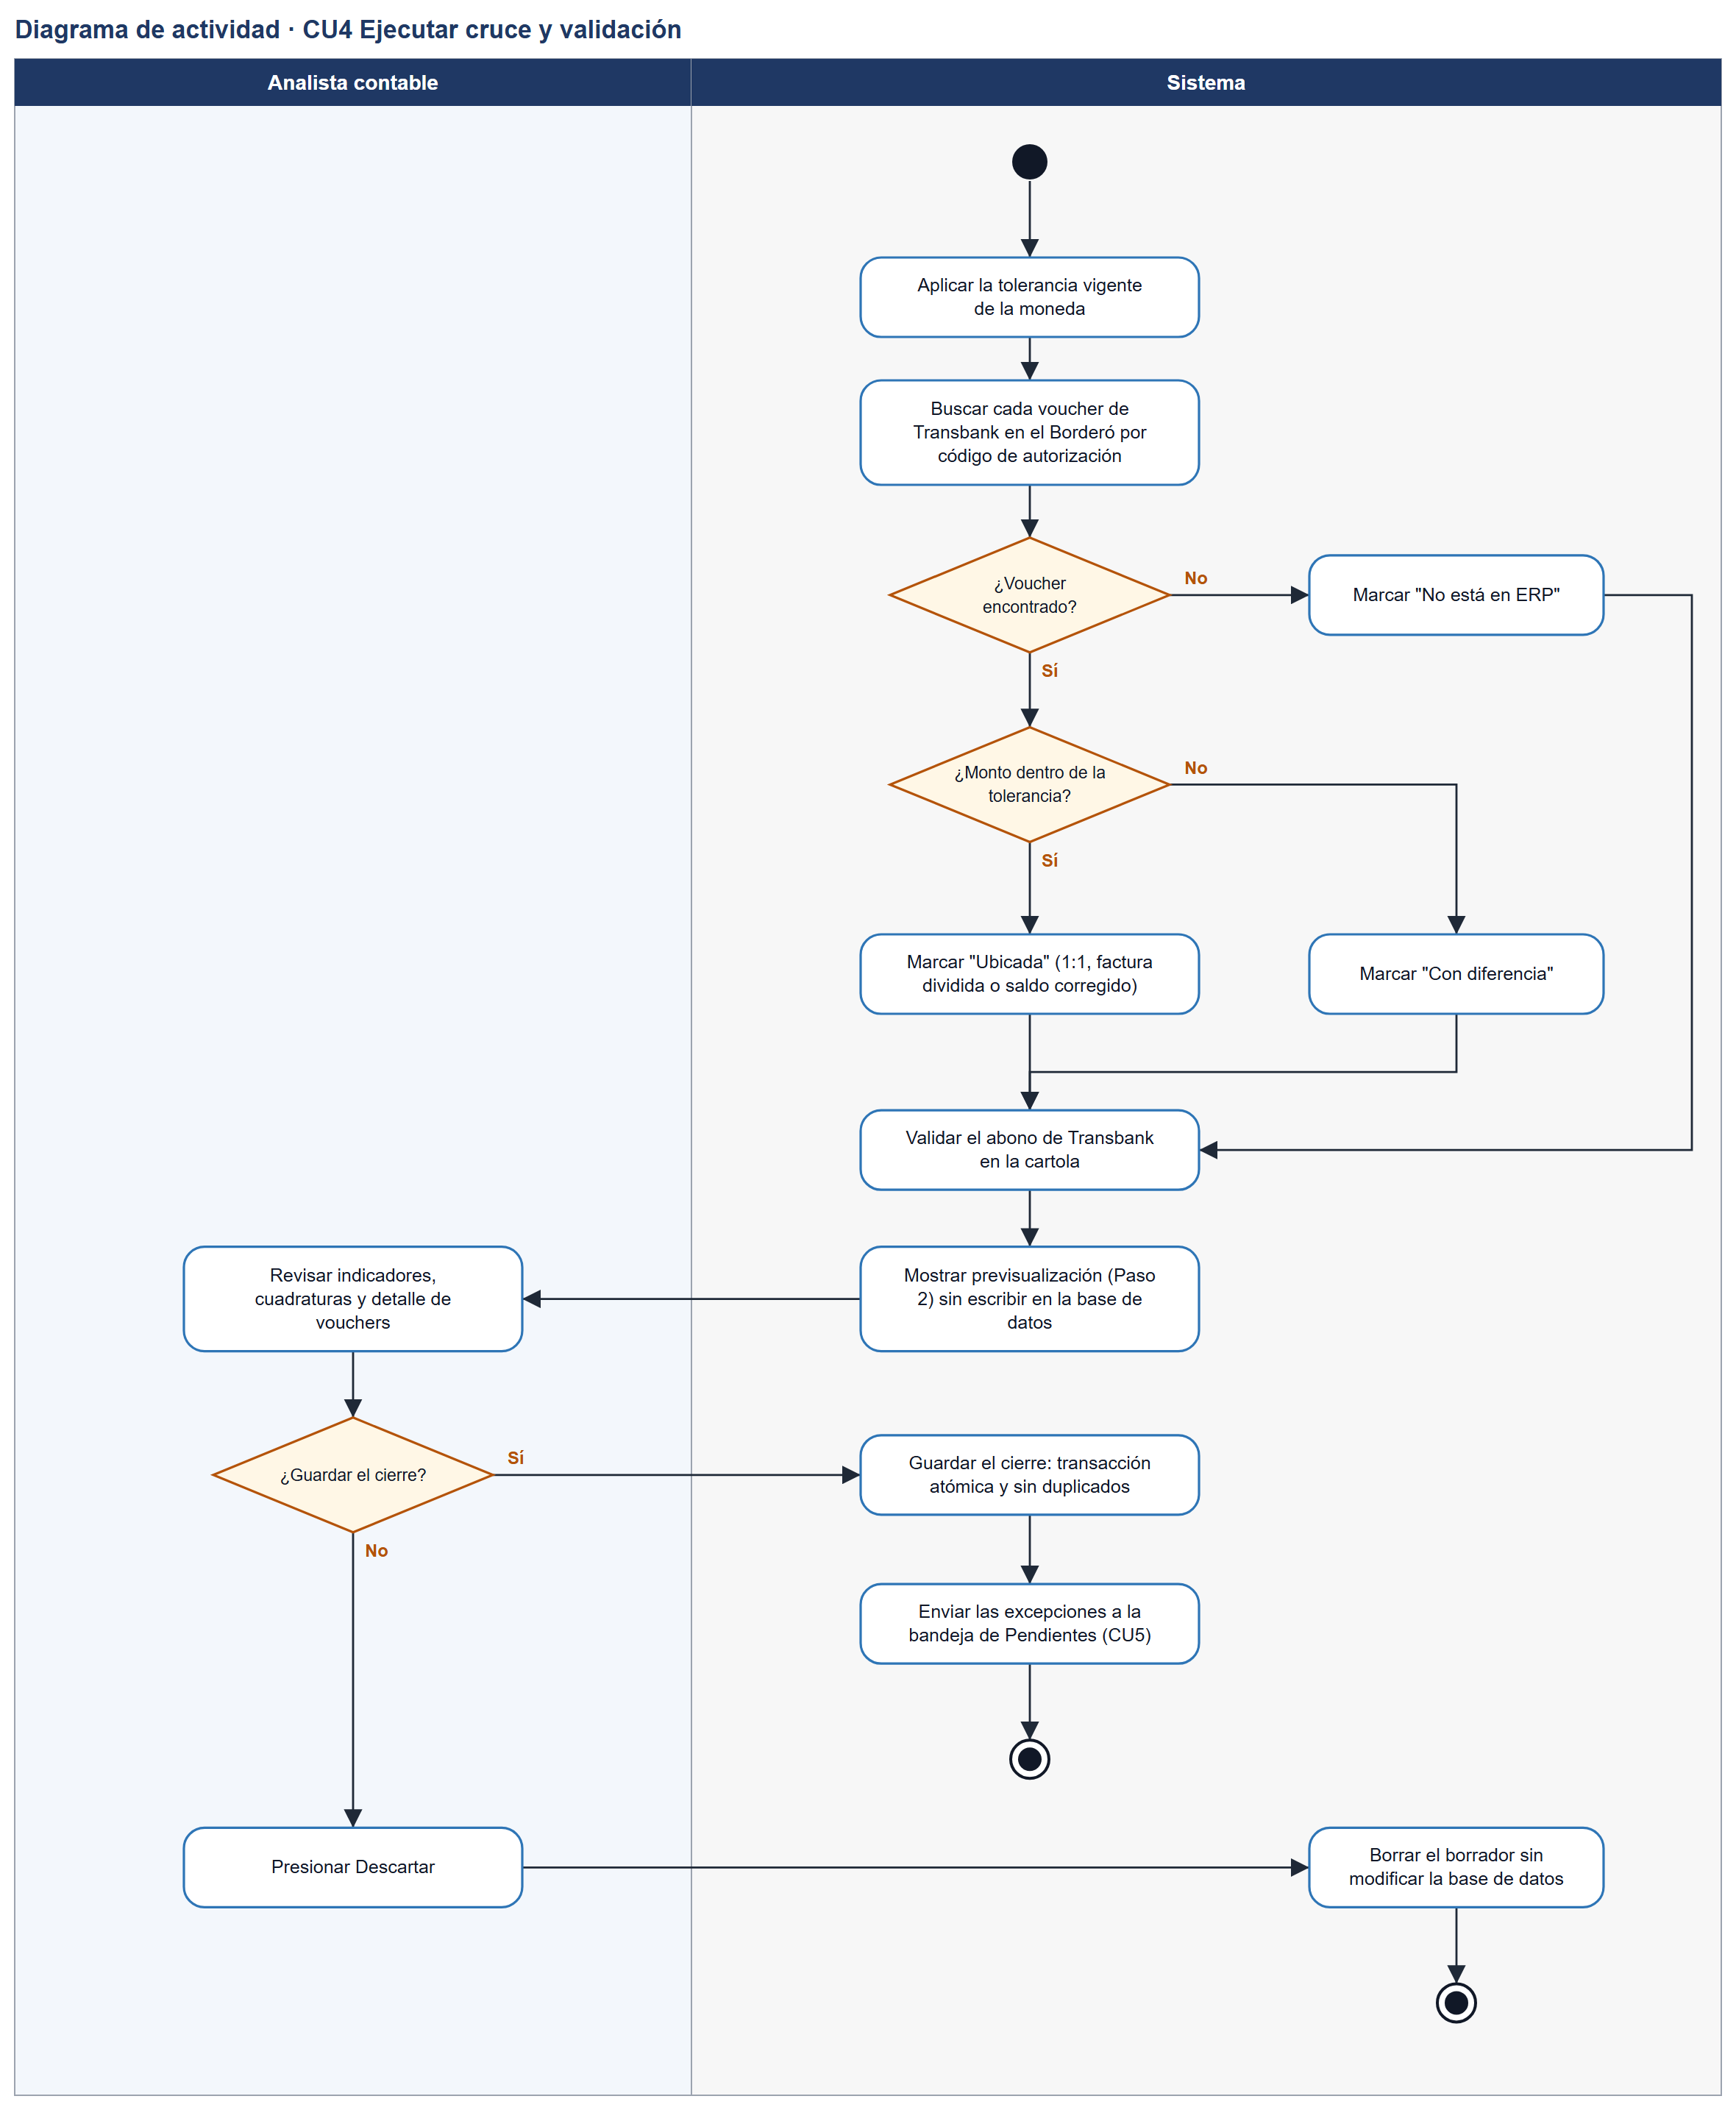 Diagrama de actividad · CU4 Ejecutar cruce y validación
Analista contable
Sistema
Aplicar la tolerancia vigente
de la moneda
Buscar cada voucher de
Transbank en el Borderó por
código de autorización
¿Voucher
encontrado?
No
Marcar "No está en ERP"
Sí
¿Monto dentro de la
tolerancia?
No
Sí
Marcar "Ubicada" (1:1, factura
dividida o saldo corregido)
Marcar "Con diferencia"
Validar el abono de Transbank
en la cartola
Revisar indicadores,
cuadraturas y detalle de
vouchers
Mostrar previsualización (Paso
2) sin escribir en la base de
datos
¿Guardar el cierre?
Sí
Guardar el cierre: transacción
atómica y sin duplicados
No
Enviar las excepciones a la
bandeja de Pendientes (CU5)
Presionar Descartar
Borrar el borrador sin
modificar la base de datos